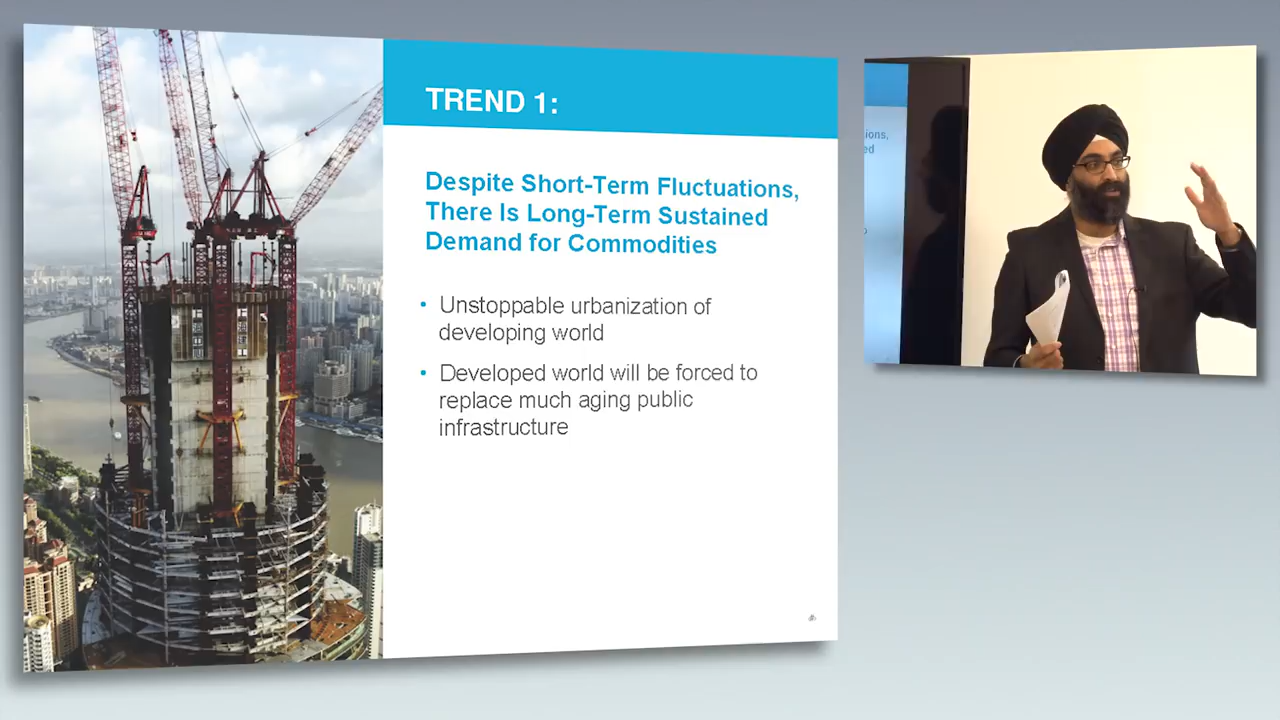 TREND 1:
Despite Short-Term Fluctuations,
There Is Long-Term Sustained
Demand for Commodities
• Unstoppable urbanization of
developing world
• Developed world will be forced to
replace much aging public
infrastructure